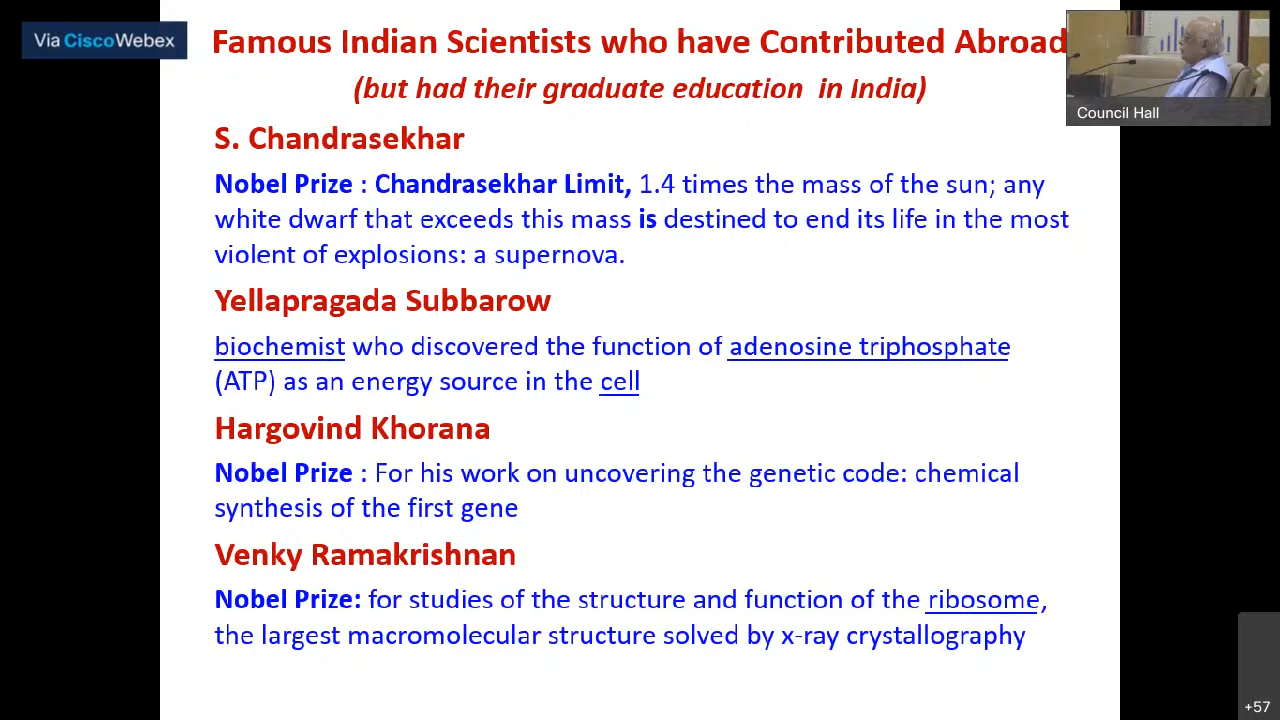 Via Cisco Webex
Famous Indian Scientists who have Contributed Abroad
(but had their graduate education in India)
Council Hall
S. Chandrasekhar
Nobel Prize : Chandrasekhar Limit, 1.4 times the mass of the sun; any
white dwarf that exceeds this mass is destined to end its life in the most
violent of explosions: a supernova.
Yellapragada Subbarow
biochemist who discovered the function of adenosine triphosphate
(ATP) as an energy source in the cell
Hargovind Khorana
Nobel Prize : For his work on uncovering the genetic code: chemical
synthesis of the first gene
Venky Ramakrishnan
Nobel Prize: for studies of the structure and function of the ribosome,
the largest macromolecular structure solved by x-ray crystallography
+57